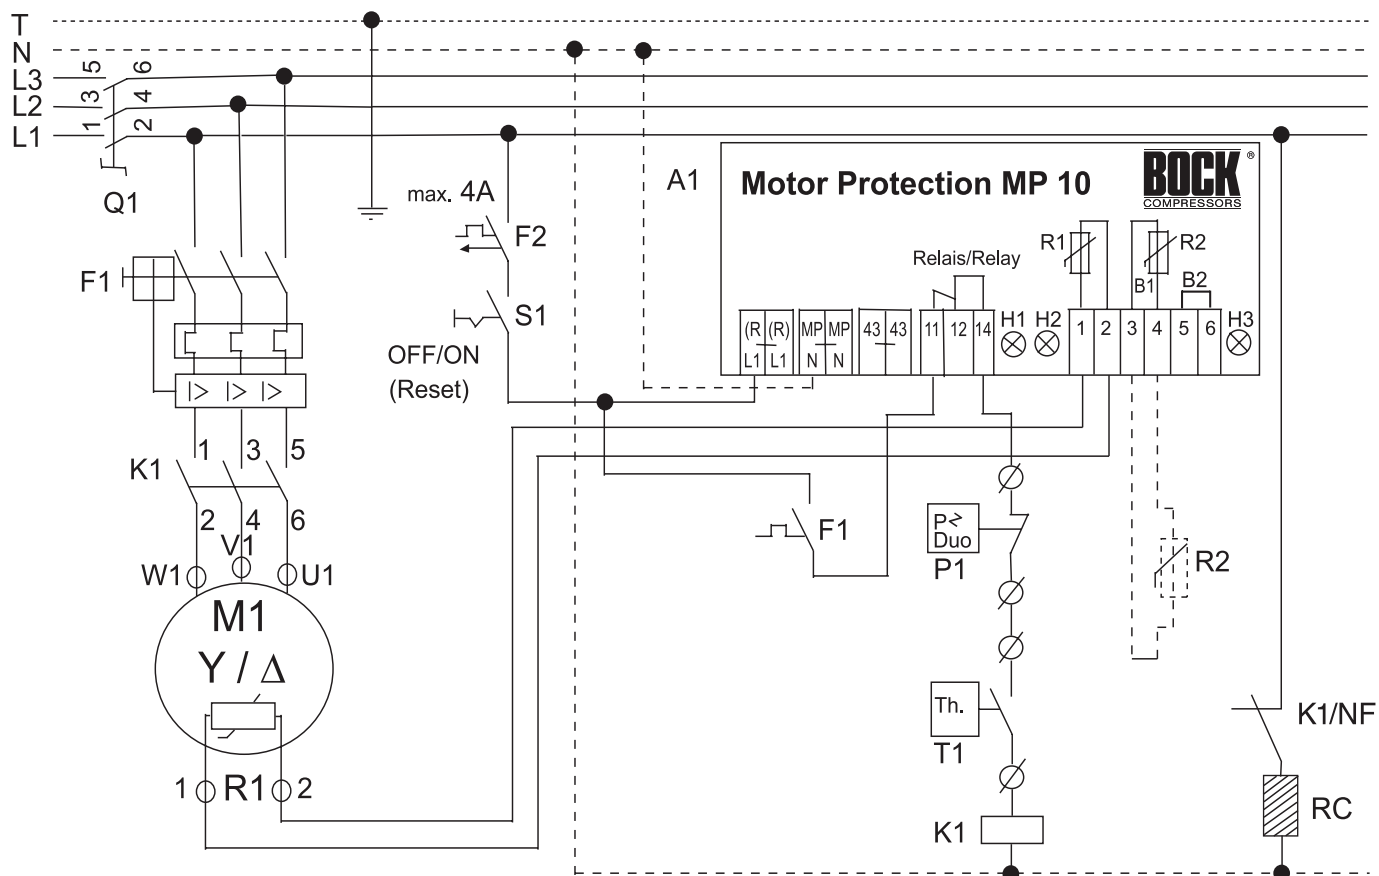 T
N
L3 5 6
L2 3 4
L1 1 2
Q1
A1 Motor Protection MP 10 BOCK ®
COMPRESSORS
max. 4A
F2
S1
OFF/ON
(Reset)
Relais/Relay
R1 R2
B1 B2
(R (R) MP MP 43 43 11 12 14 H1 H2 1 2 3 4 5 6 H3
L1 L1 N N
F1
I> I> I>
K1 1 3 5
2 4 6
W1 V1 U1
M1
Y / Δ
1 R1 2
F1
P
Duo
P1
R2
Th.
T1
K1/NF
K1
RC